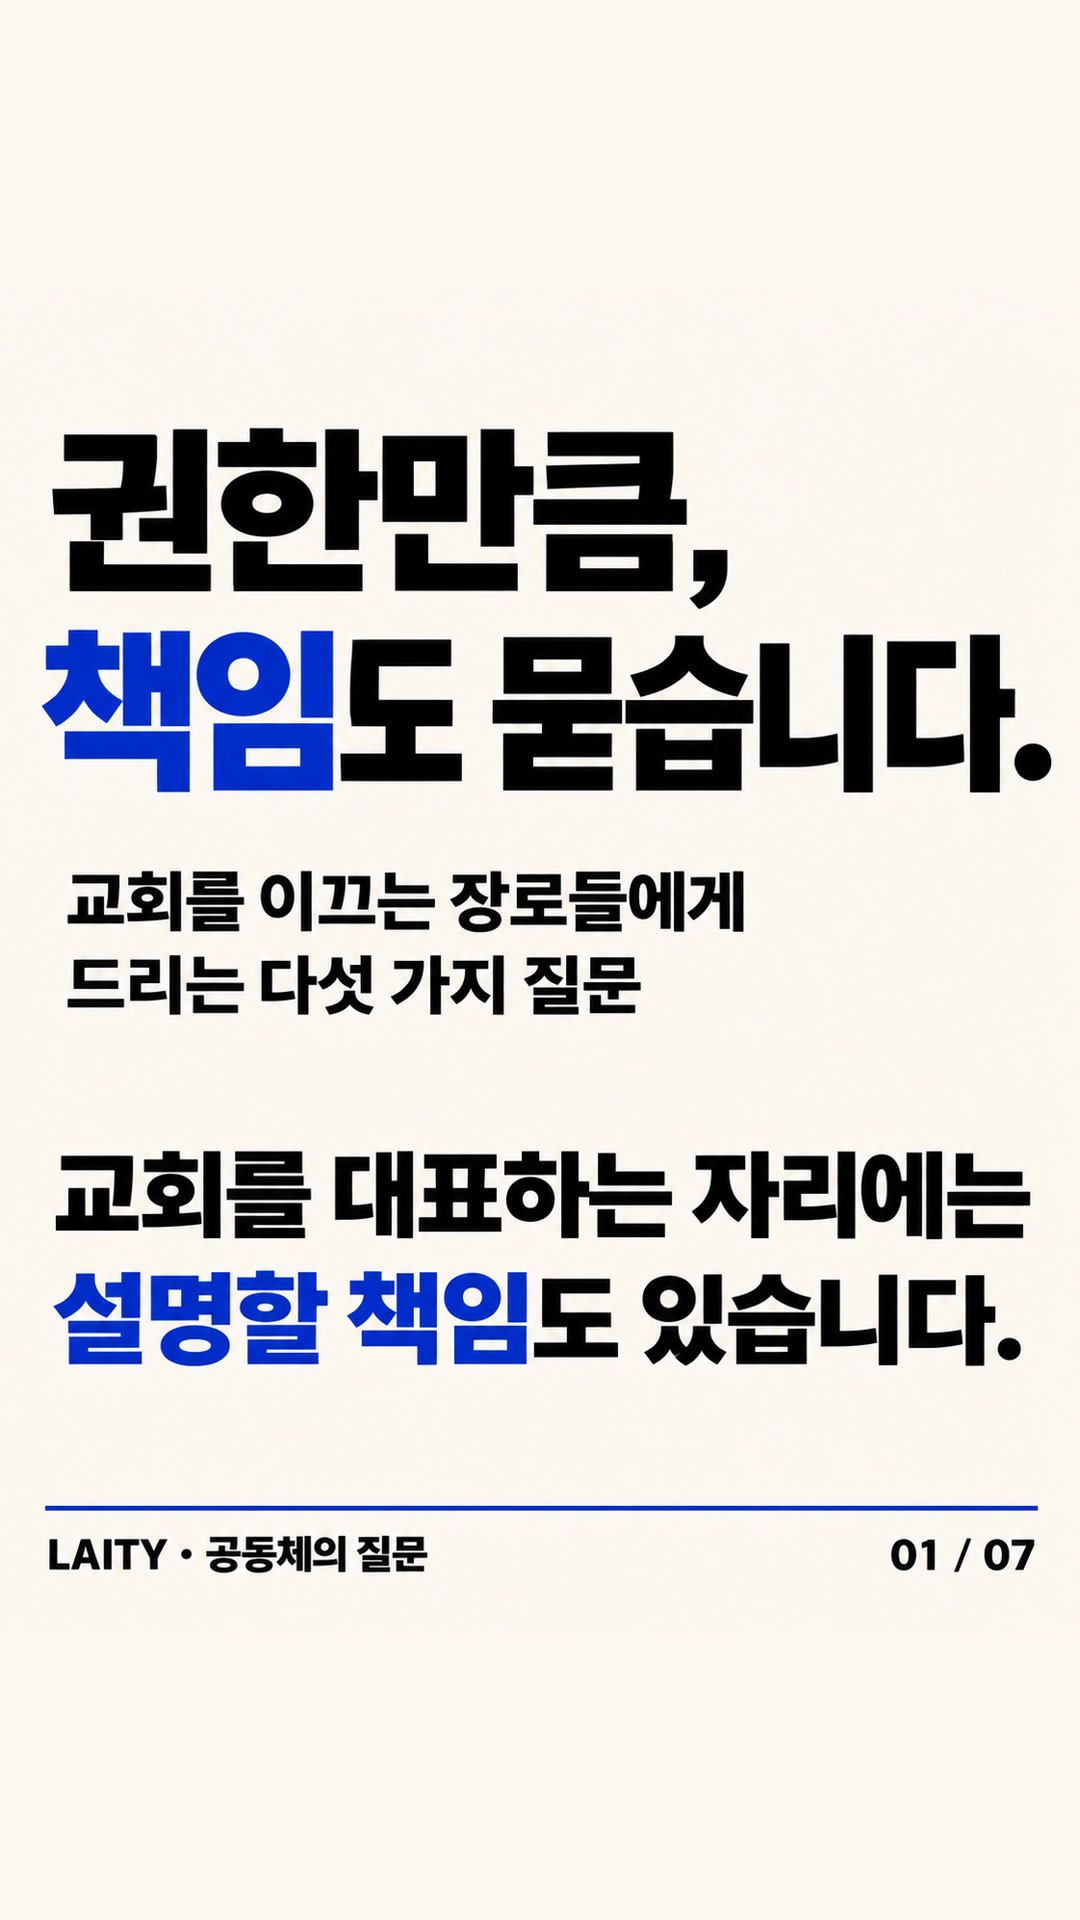 권한만큼,
책임도 묻습니다.
교회를 이끄는 장로들에게
드리는 다섯 가지 질문
교회를 대표하는 자리에는
설명할 책임도 있습니다.
LAITY · 공동체의 질문
01 / 07